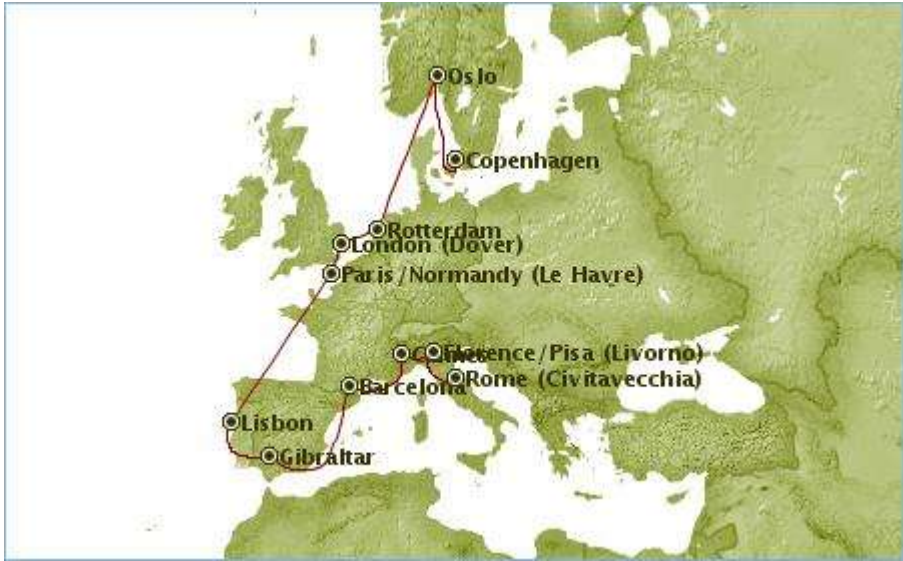 Oslo
Copenhagen
Rotterdam
London (Dover)
Paris/Normandy (Le Havre)
Florence/Pisa (Livorno)
Rome (Civitavecchia)
Barcelona
Lisbon
Gibraltar